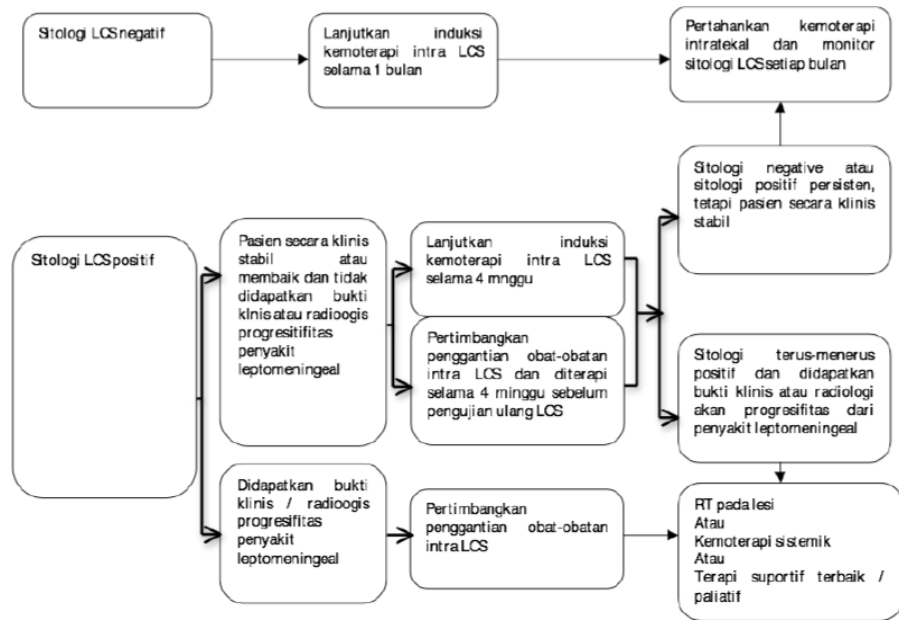 Sitologi LCS negatif
Lanjutkan induksi
kemoterapi intra LCS
selama 1 bulan
Pertahankan kemoterapi
intratekal dan monitor
sitologi LCS setiap bulan
Sitologi negative atau
sitologi positif persisten,
tetapi pasien secara klinis
stabil
Sitologi LCS positif
Pasien secara klinis
stabil atau
membaik dan tidak
didapatkan bukti
klnis atau radioogis
progresitifitas
penyakit
leptomeningeal
Lanjutkan induksi
kemoterapi intra LCS
selama 4 mnggu
Pertimbangkan
penggantian obat-obatan
intra LCS dan diterapi
selama 4 minggu sebelum
pengujian ulang LCS
Sitologi terus-menerus
positif dan didapatkan
bukti klinis atau radiologi
akan progresifitas dari
penyakit leptomeningeal
Didapatkan bukti
klinis / radioogis
progresifitas
penyakit
leptomeningeal
Pertimbangkan
penggantian obat-obatan
intra LCS
RT pada lesi
Atau
Kemoterapi sistemik
Atau
Terapi suportif terbaik /
paliatif